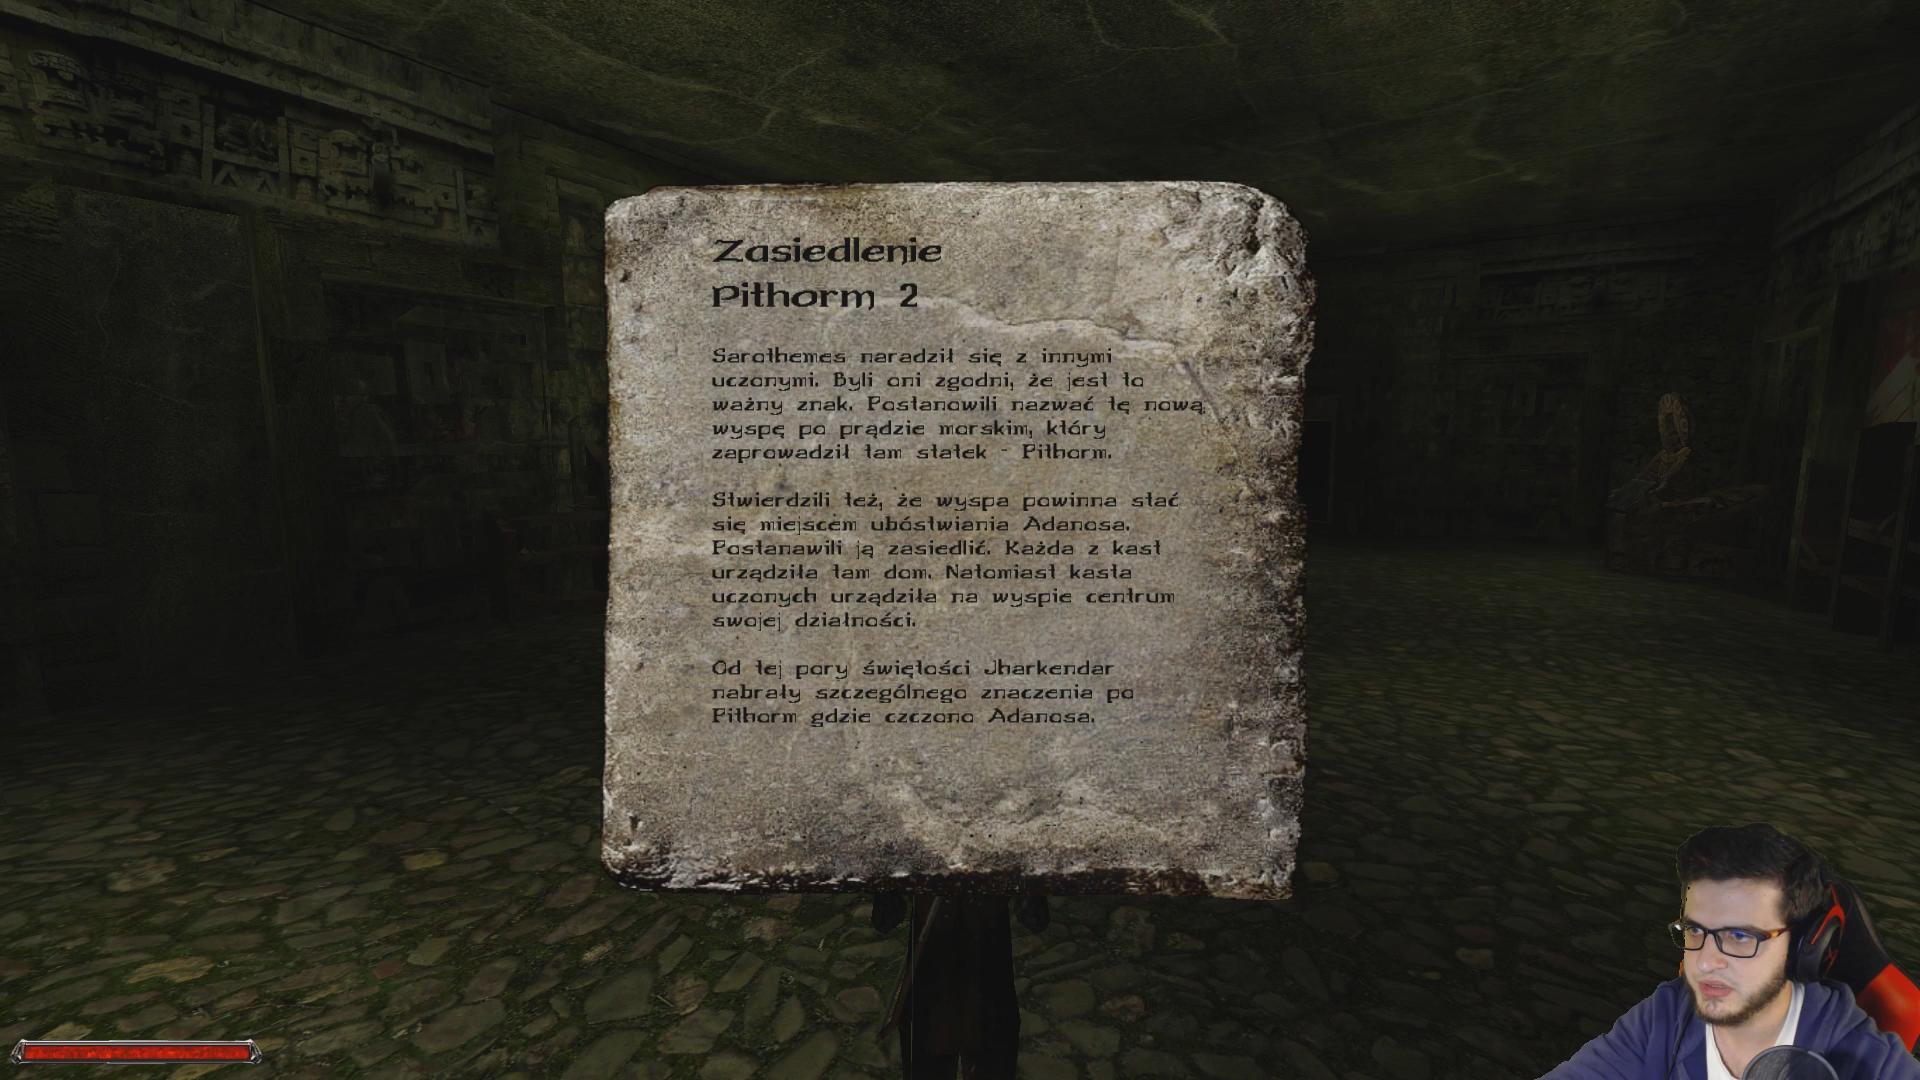 Zasiedlenie
Pithorm 2
Sarathemes naradził się z innymi
uczonymi. Byli oni zgodni, że jest to
ważny znak. Postanowili nazwać tę nową
wyspę po prądzie morskim, który
zaprowadził tam statek - Pithorm.
Stwierdzili też, że wyspa powinna stać
się miejscem ubóstwiania Adanosa.
Postanawili ją zasiedlić. Każda z kast
urządziła tam dom. Natomiast kasta
uczonych urządziła na wyspie centrum
swojej działności.
Od tej pory świętości Jharkendar
nabrały szczególnego znaczenia po
Pithorm gdzie czczono Adanosa.